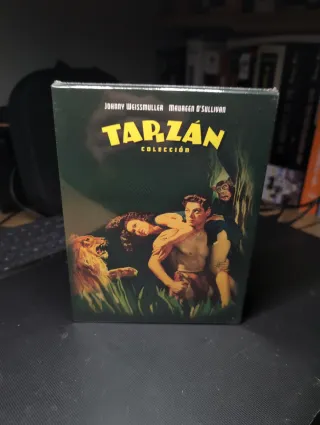 JOHNNY WEISSMULLER MAUREEN O'SULLIVAN
TARZÁN
COLECCIÓN